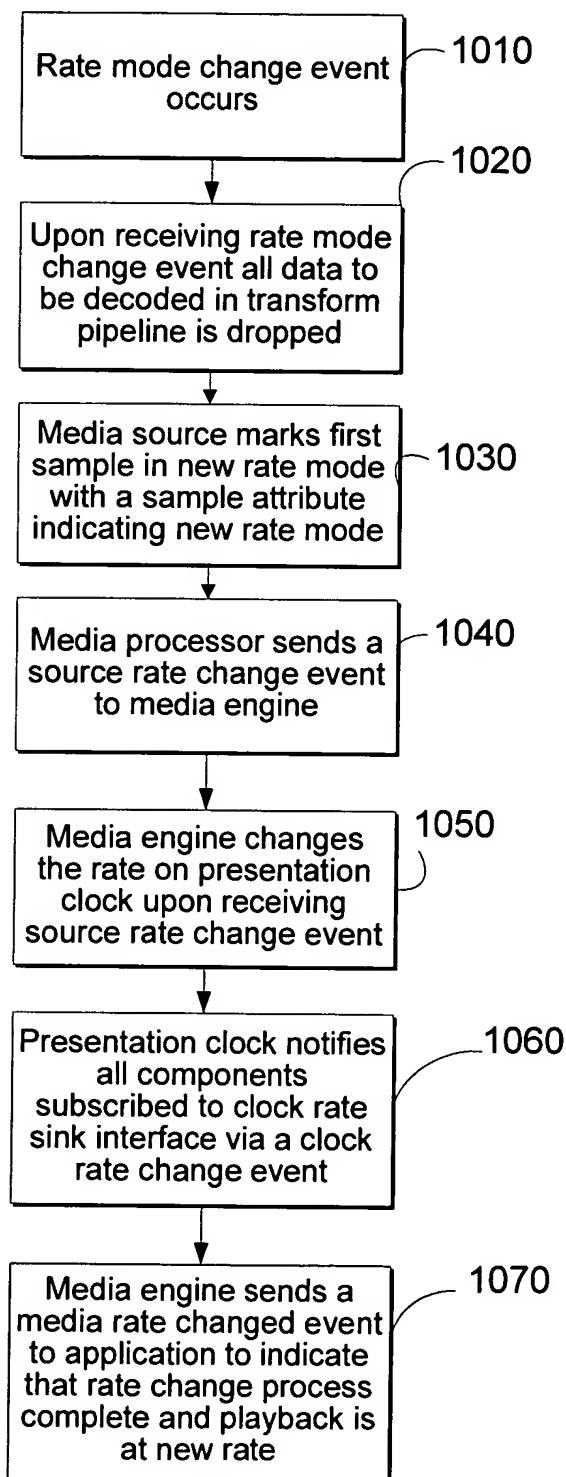 Rate mode change event
occurs
1010
Upon receiving rate mode
change event all data to
be decoded in transform
pipeline is dropped
1020
Media source marks first
sample in new rate mode
with a sample attribute
indicating new rate mode
1030
Media processor sends a
source rate change event
to media engine
1040
Media engine changes
the rate on presentation
clock upon receiving
source rate change event
1050
Presentation clock notifies
all components
subscribed to clock rate
sink interface via a clock
rate change event
1060
Media engine sends a
media rate changed event
to application to indicate
that rate change process
complete and playback is
at new rate
1070